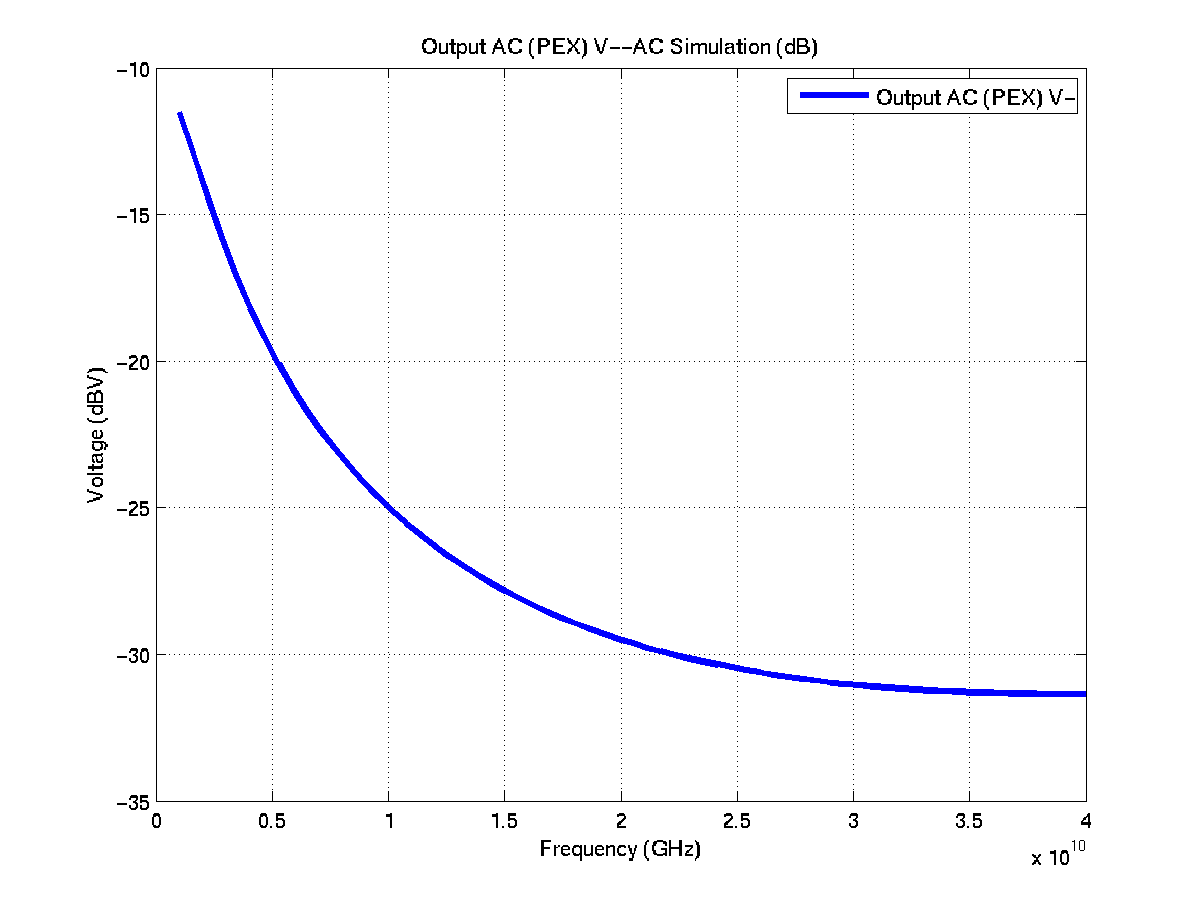 Output AC (PEX) V−−AC Simulation (dB)
Output AC (PEX) V−
Voltage (dBV)
−10
−15
−20
−25
−30
−35
0 0.5 1 1.5 2 2.5 3 3.5 4
Frequency (GHz)
x 10^10